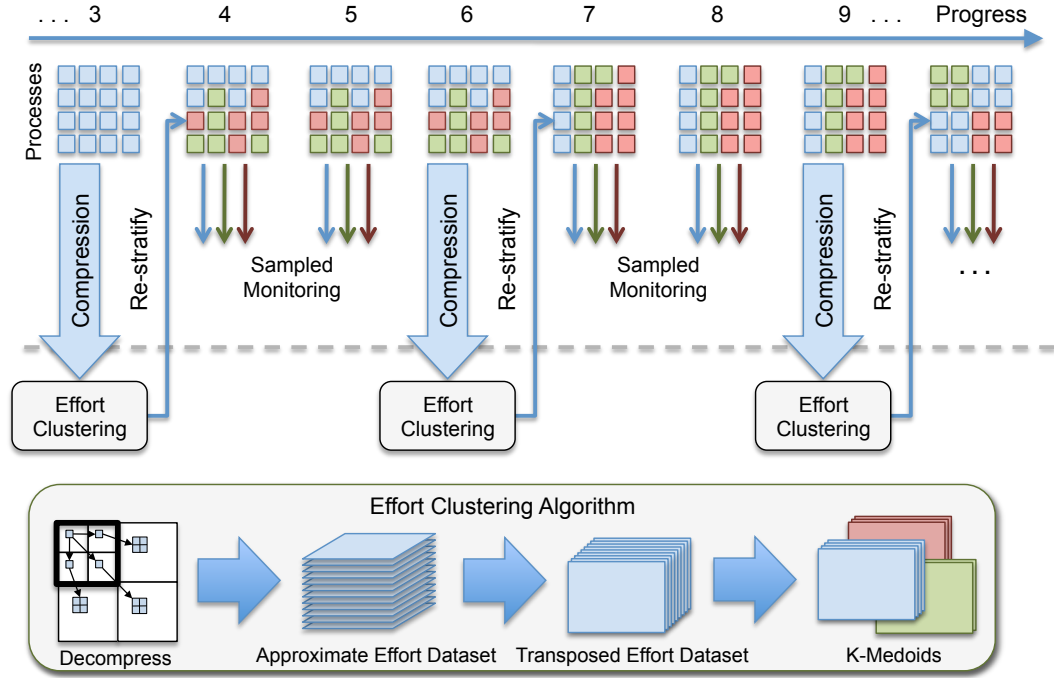 . . . 3 4 5 6 7 8 9 . . . Progress
Processes
Compression
Re-stratify
Sampled
Monitoring
Compression
Re-stratify
Sampled
Monitoring
Compression
Re-stratify
. . .
Effort
Clustering
Effort
Clustering
Effort
Clustering
Effort Clustering Algorithm
Decompress
Approximate Effort Dataset
Transposed Effort Dataset
K-Medoids